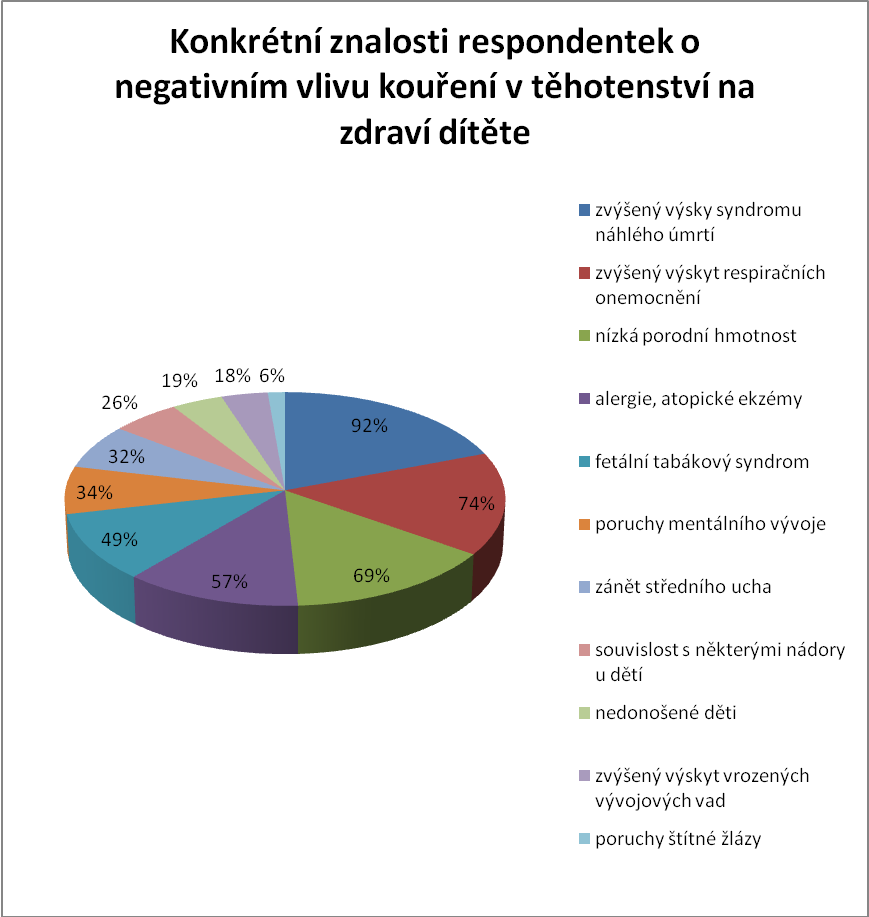 Konkrétní znalosti respondentek o
negativním vlivu kouření v těhotenství na
zdraví dítěte
zvýšený výsky syndromu
náhlého úmrtí
zvýšený výskyt respiračních
onemocnění
nízká porodní hmotnost
alergie, atopické ekzémy
fetální tabákový syndrom
poruchy mentálního vývoje
zánět středního ucha
souvislost s některými nádory
u dětí
nedonošené děti
zvýšený výskyt vrozených
vývojových vad
poruchy štítné žlázy
92%
74%
69%
57%
49%
34%
32%
26%
19%
18%
6%